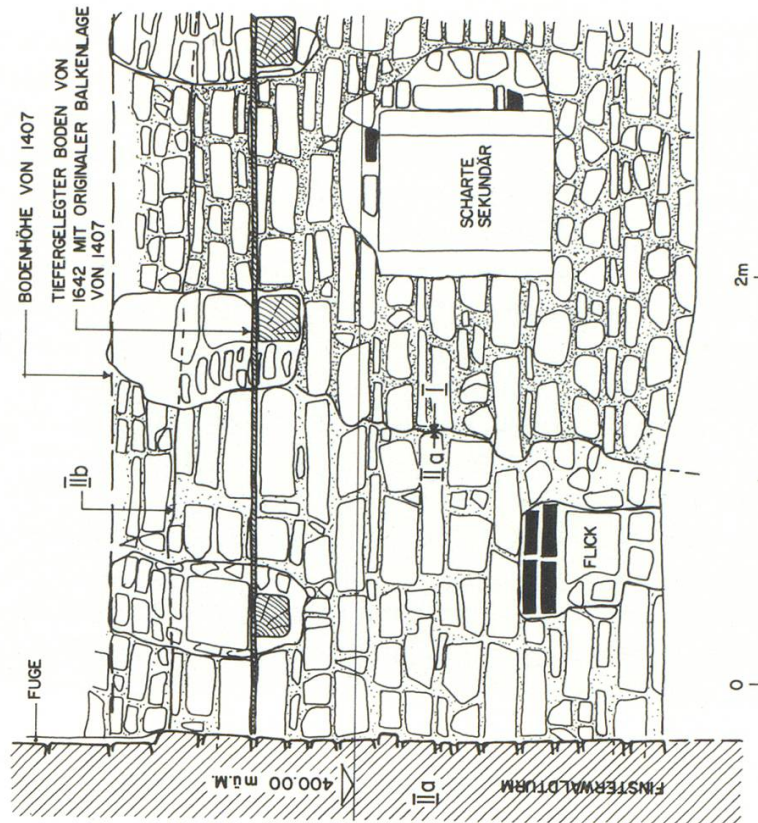 BODENHÖHE VON 1407
TIEFERGELEGTER BODEN VON
1642 MIT ORIGINALER BALKENLAGE
VON 1407
IIb
FUGE
SCHARTE
SEKUNDÄR
IIa
I
FLICK
400.00 m ü. M.
IIa
FINSTERWALDTURM
0
2m